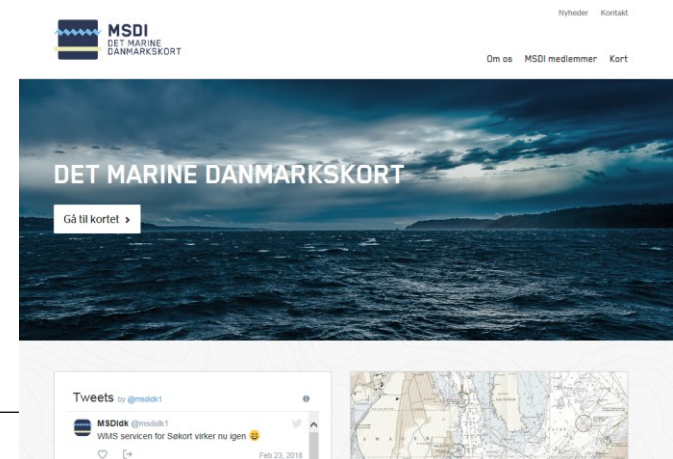 Nyheder Kontakt
MSDI
DET MARINE
DANMARKSKORT
Om os MSDI medlemmer Kort
DET MARINE DANMARKSKORT
Gå til kortet >
Tweets by @msdidk1
MSDIdk @msdidk1
WMS servicen for Søkort virker nu igen 😀
Feb 23, 2018